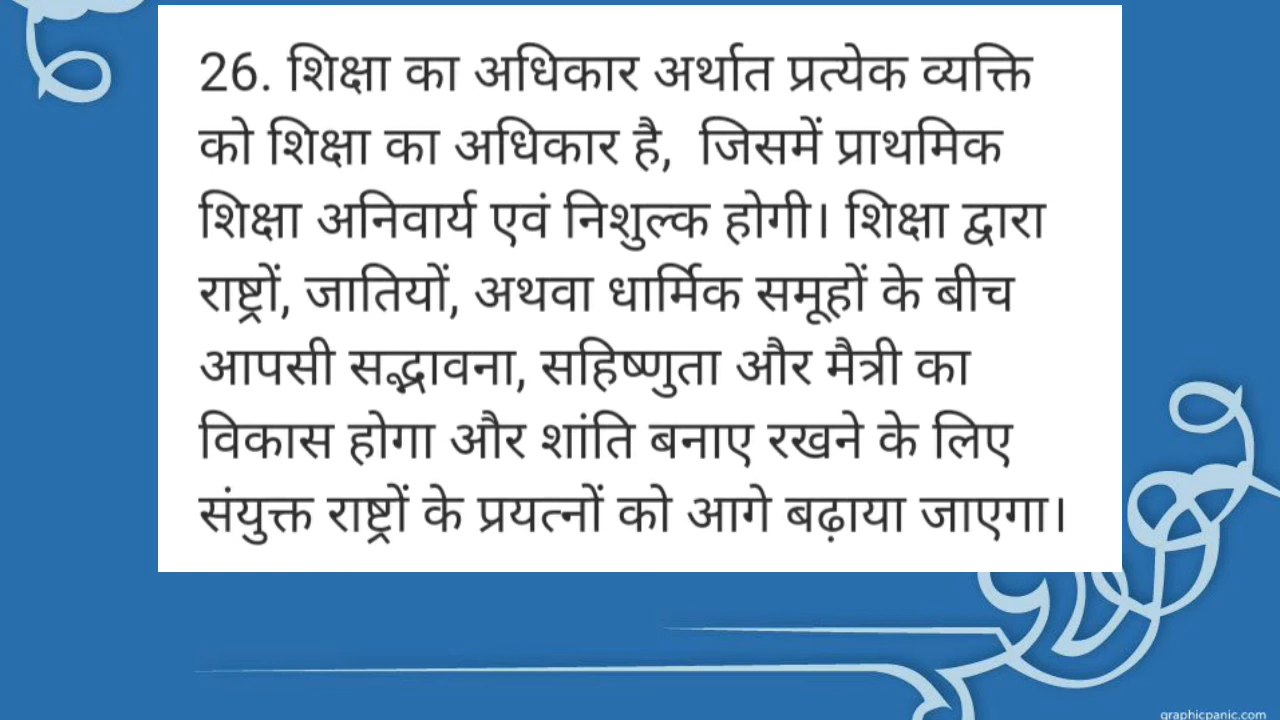 26. शिक्षा का अधिकार अर्थात प्रत्येक व्यक्ति
को शिक्षा का अधिकार है, जिसमें प्राथमिक
शिक्षा अनिवार्य एवं निशुल्क होगी। शिक्षा द्वारा
राष्ट्रों, जातियों, अथवा धार्मिक समूहों के बीच
आपसी सद्भावना, सहिष्णुता और मैत्री का
विकास होगा और शांति बनाए रखने के लिए
संयुक्त राष्ट्रों के प्रयत्नों को आगे बढ़ाया जाएगा।
graphicpanic.com